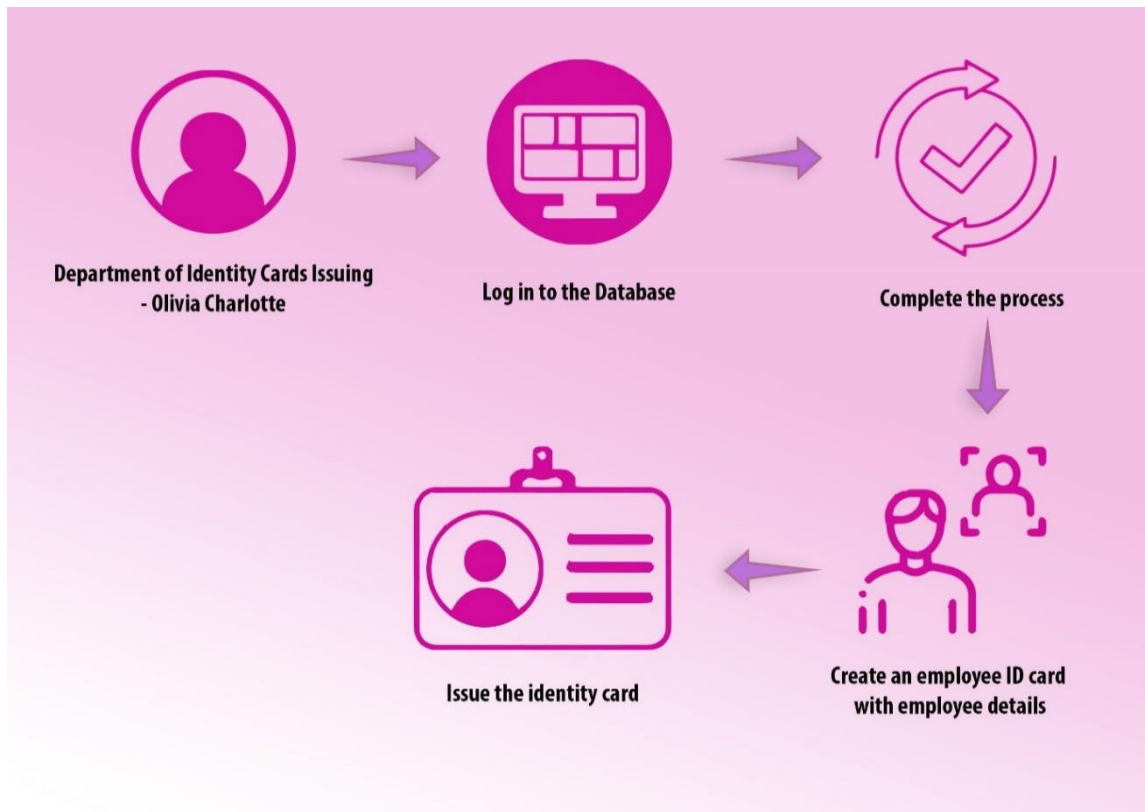 Department of Identity Cards Issuing
- Olivia Charlotte
Log in to the Database
Complete the process
Create an employee ID card
with employee details
Issue the identity card